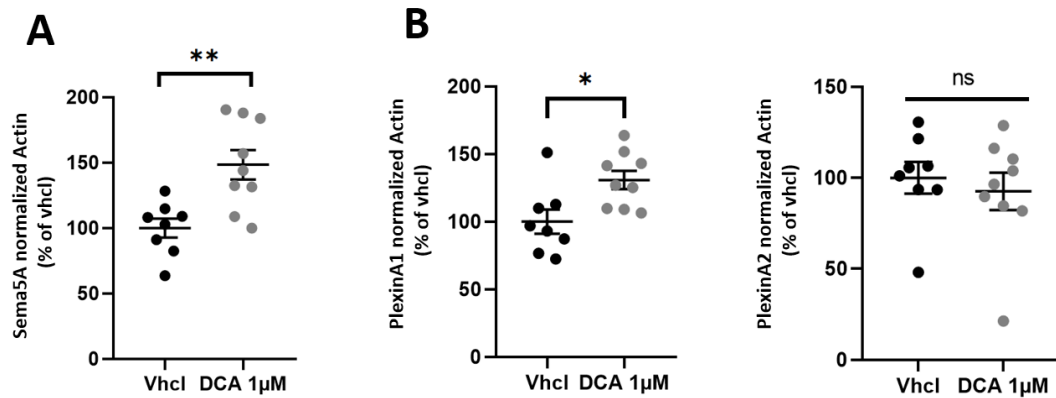 A
B
Sema5A normalized Actin
(% of vhcl)
**
200
150
100
50
0
Vhcl
DCA 1µM
PlexinA1 normalized Actin
(% of vhcl)
*
200
150
100
50
0
Vhcl
DCA 1µM
PlexinA2 normalized Actin
(% of vhcl)
ns
150
100
50
0
Vhcl
DCA 1µM